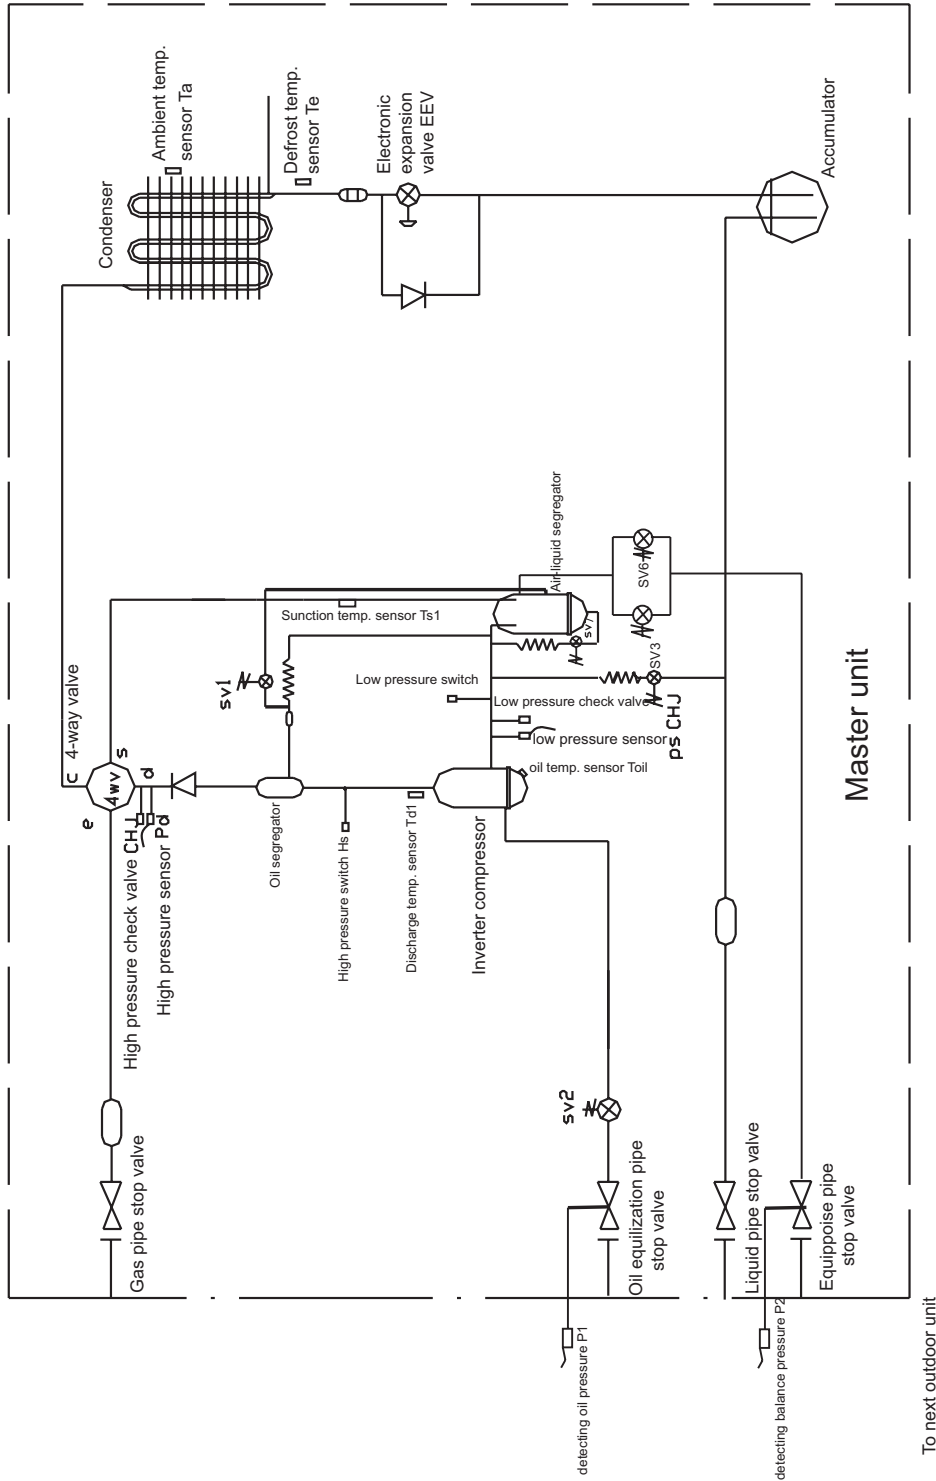 Ambient temp.
sensor Ta
Defrost temp.
sensor Te
Electronic
expansion
valve EEV
Accumulator
Condenser
Air-liquid segregator
SV6
Sunction temp. sensor Ts1
sv7
SV3
sv1
Low pressure switch
Low pressure check valve
ps CHJ
low pressure sensor
oil temp. sensor Toil
4-way valve
c
s
d
e
4wv
High pressure check valve CHJ
High pressure sensor Pd
Oil segregator
High pressure switch Hs
Discharge temp. sensor Td1
Inverter compressor
Master unit
sv2
Gas pipe stop valve
Oil equilization pipe
stop valve
Liquid pipe stop valve
Equippoise pipe
stop valve
detecting oil pressure P1
detecting balance pressure P2
To next outdoor unit